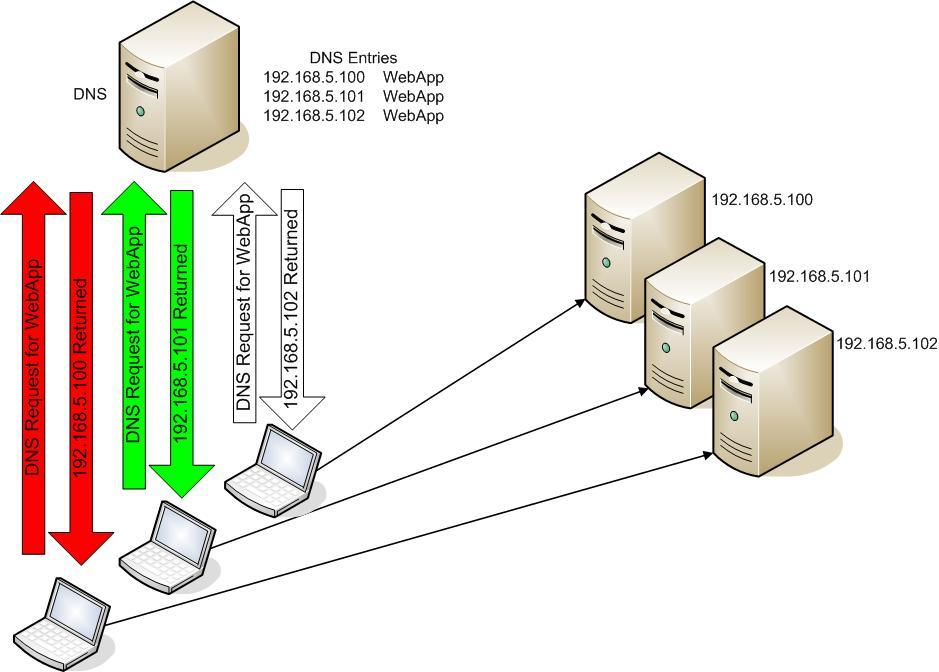 DNS
DNS Entries
192.168.5.100 WebApp
192.168.5.101 WebApp
192.168.5.102 WebApp
DNS Request for WebApp
192.168.5.100 Returned
DNS Request for WebApp
192.168.5.101 Returned
DNS Request for WebApp
192.168.5.102 Returned
192.168.5.100
192.168.5.101
192.168.5.102